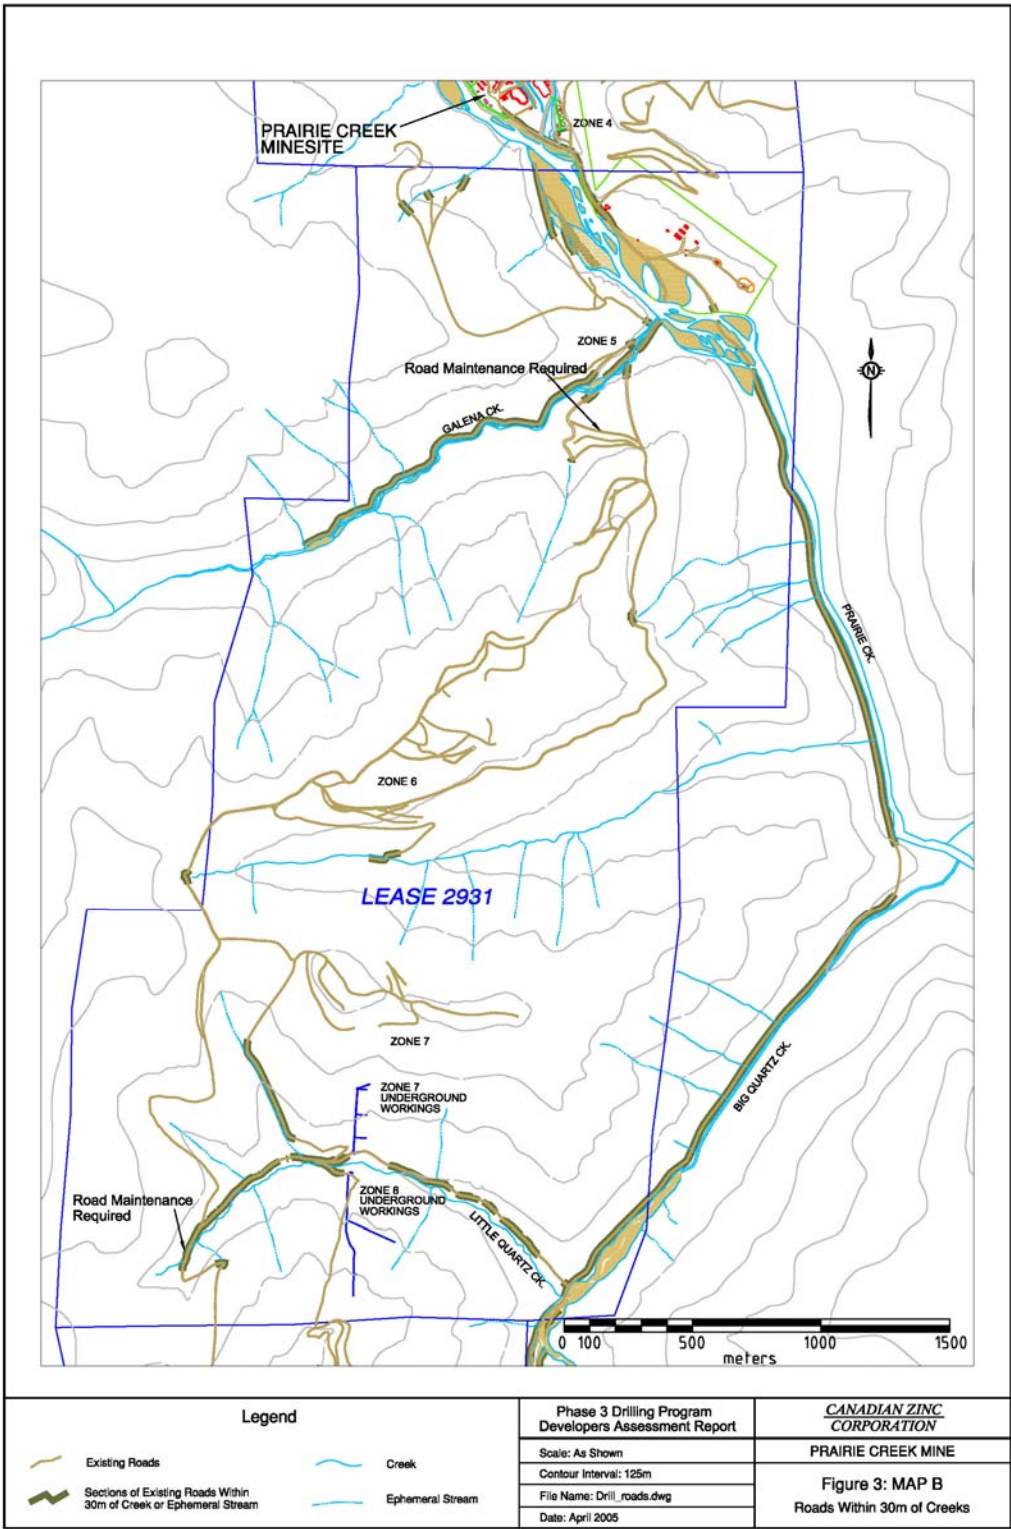 PRAIRIE CREEK
MINESITE
ZONE 4
ZONE 5
Road Maintenance Required
GALENA CK.
N
PRAIRIE CK.
ZONE 6
LEASE 2931
ZONE 7
BIG QUARTZ CK.
ZONE 7
UNDERGROUND
WORKINGS
ZONE 8
UNDERGROUND
WORKINGS
Road Maintenance
Required
LITTLE QUARTZ CK.
0 100 500 1000 1500
meters
Legend
Existing Roads
Sections of Existing Roads Within
30m of Creek or Ephemeral Stream
Creek
Ephemeral Stream
Phase 3 Drilling Program
Developers Assessment Report
Scale: As Shown
Contour Interval: 125m
File Name: Drill_roads.dwg
Date: April 2005
CANADIAN ZINC
CORPORATION
PRAIRIE CREEK MINE
Figure 3: MAP B
Roads Within 30m of Creeks